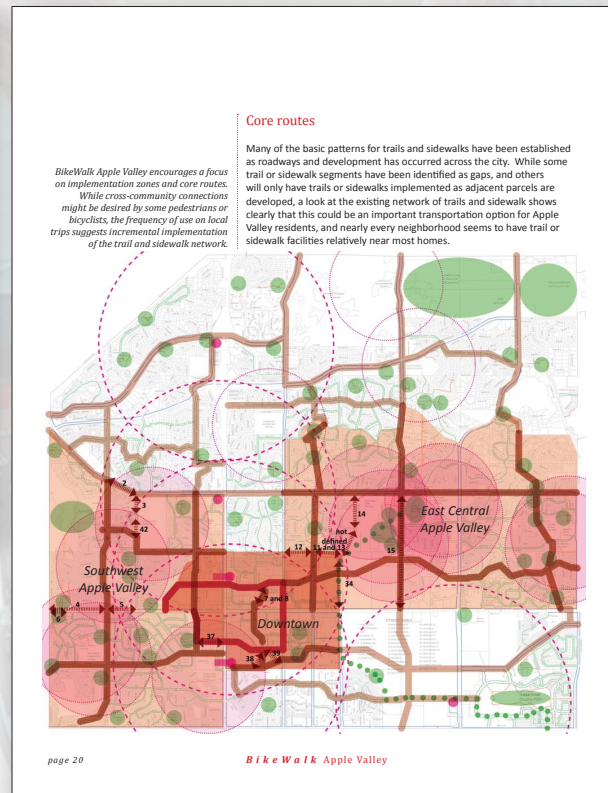 Core routes
Many of the basic patterns for trails and sidewalks have been established
as roadways and development has occurred across the city. While some
trail or sidewalk segments have been identified as gaps, and others
will only have trails or sidewalks implemented as adjacent parcels are
developed, a look at the existing network of trails and sidewalk shows
clearly that this could be an important transportation option for Apple
Valley residents, and nearly every neighborhood seems to have trail or
sidewalk facilities relatively near most homes.
BikeWalk Apple Valley encourages a focus
on implementation zones and core routes.
While cross-community connections
might be desired by some pedestrians or
bicyclists, the frequency of use on local
trips suggests incremental implementation
of the trail and sidewalk network.
2
3
42
14
East Central
Apple Valley
not
defined
12
11 and 13
15
34
Southwest
Apple Valley
4
5
6
7 and 8
Downtown
37
38
39
page 20
BikeWalk Apple Valley